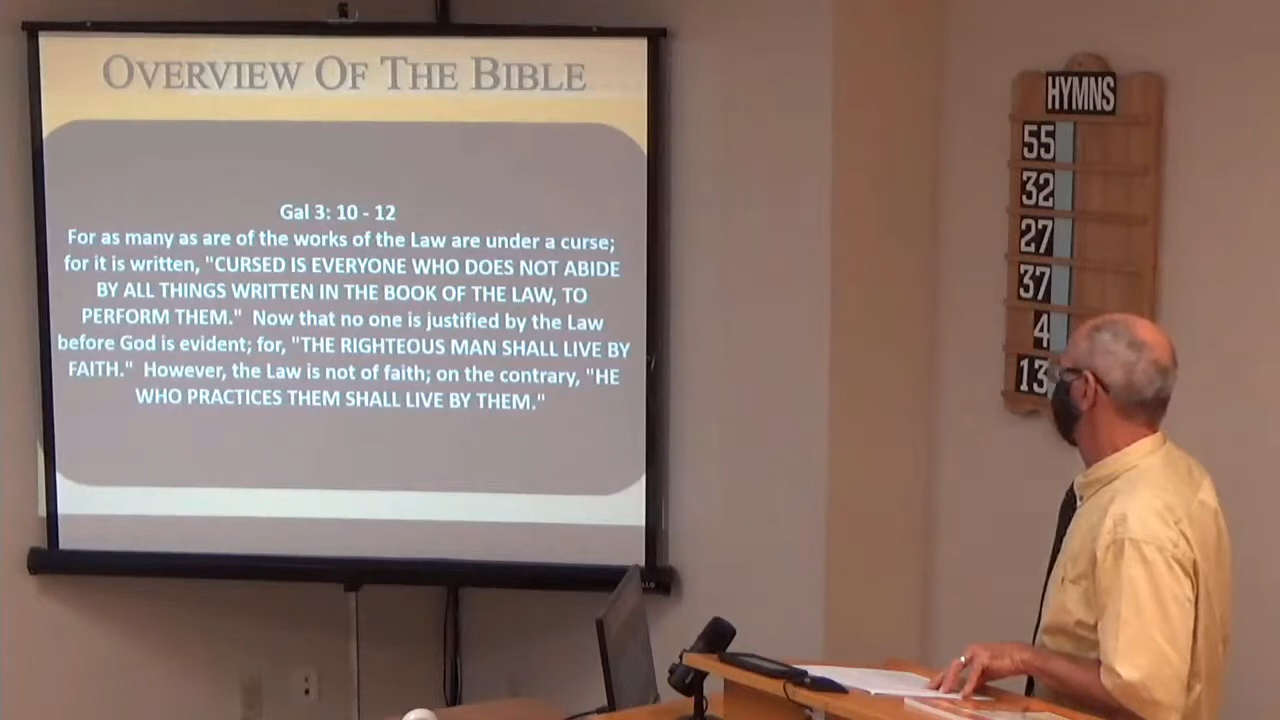 OVERVIEW OF THE BIBLE
Gal 3: 10 - 12
For as many as are of the works of the Law are under a curse;
for it is written, "CURSED IS EVERYONE WHO DOES NOT ABIDE
BY ALL THINGS WRITTEN IN THE BOOK OF THE LAW, TO
PERFORM THEM."  Now that no one is justified by the Law
before God is evident; for, "THE RIGHTEOUS MAN SHALL LIVE BY
FAITH."  However, the Law is not of faith; on the contrary, "HE
WHO PRACTICES THEM SHALL LIVE BY THEM."
HYMNS
55
32
27
37
4